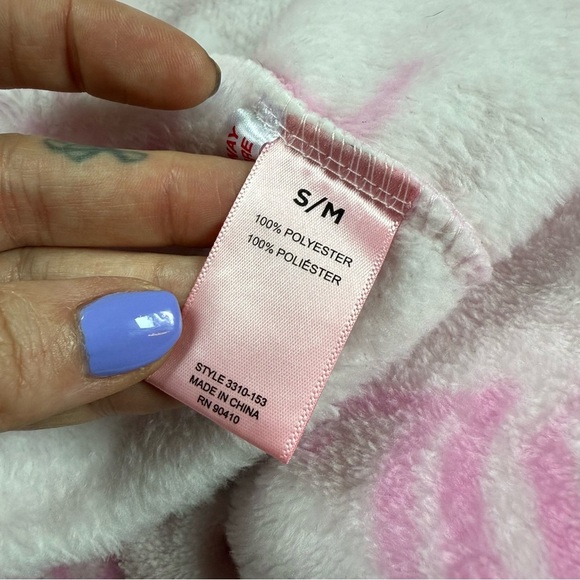 S/M
100% POLYESTER
100% POLIÉSTER
STYLE 3310-153
MADE IN CHINA
RN 90410